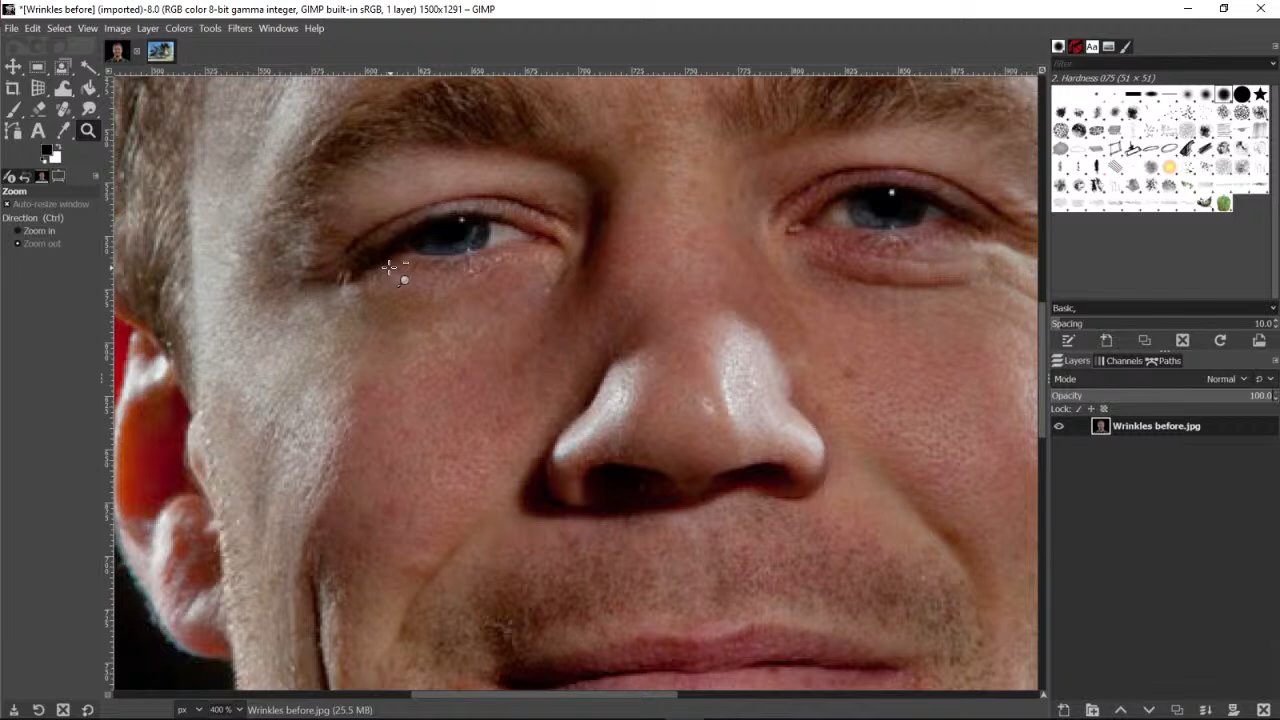 *[Wrinkles before] (imported)-8.0 (RGB color 8-bit gamma integer, GIMP built-in sRGB, 1 layer) 1500x1291 – GIMP
File Edit Select View Image Layer Colors Tools Filters Windows Help
filter
2. Hardness 075 (51 × 51)
Zoom
Auto-resize window
Direction (Ctrl)
Zoom in
Zoom out
Basic,
Spacing 10.0
Layers Channels Paths
Mode Normal
Opacity 100.0
Lock:
Wrinkles before.jpg
px 400 % Wrinkles before.jpg (25.5 MB)